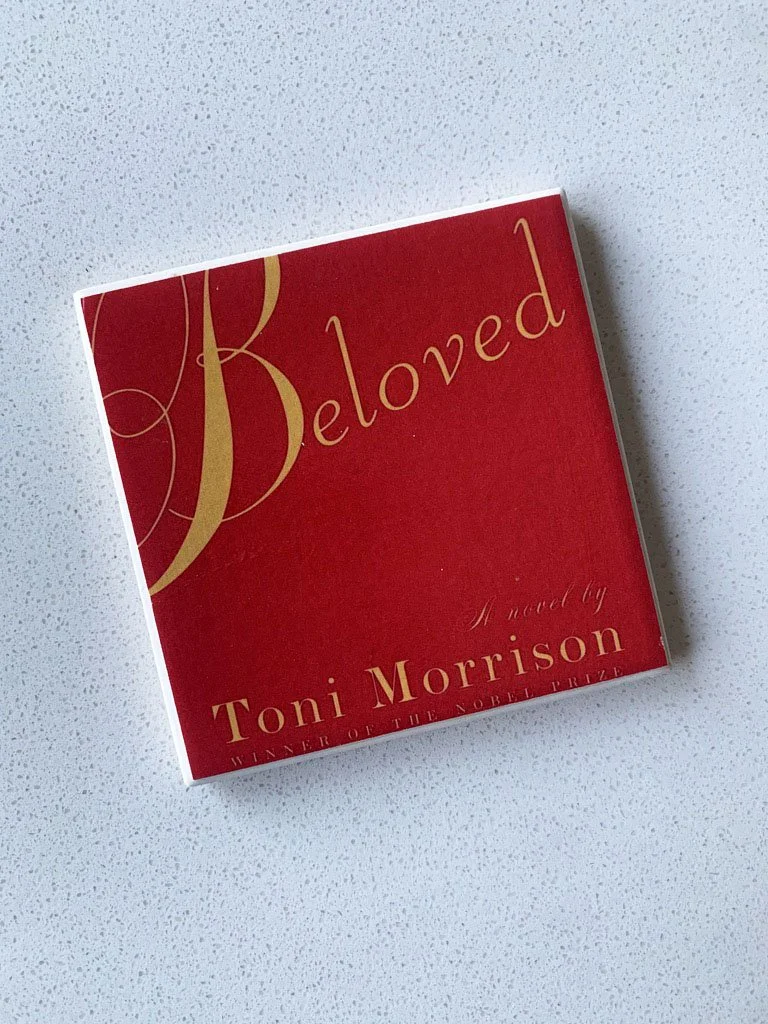 Beloved
A novel by
Toni Morrison
WINNER OF THE NOBEL PRIZE